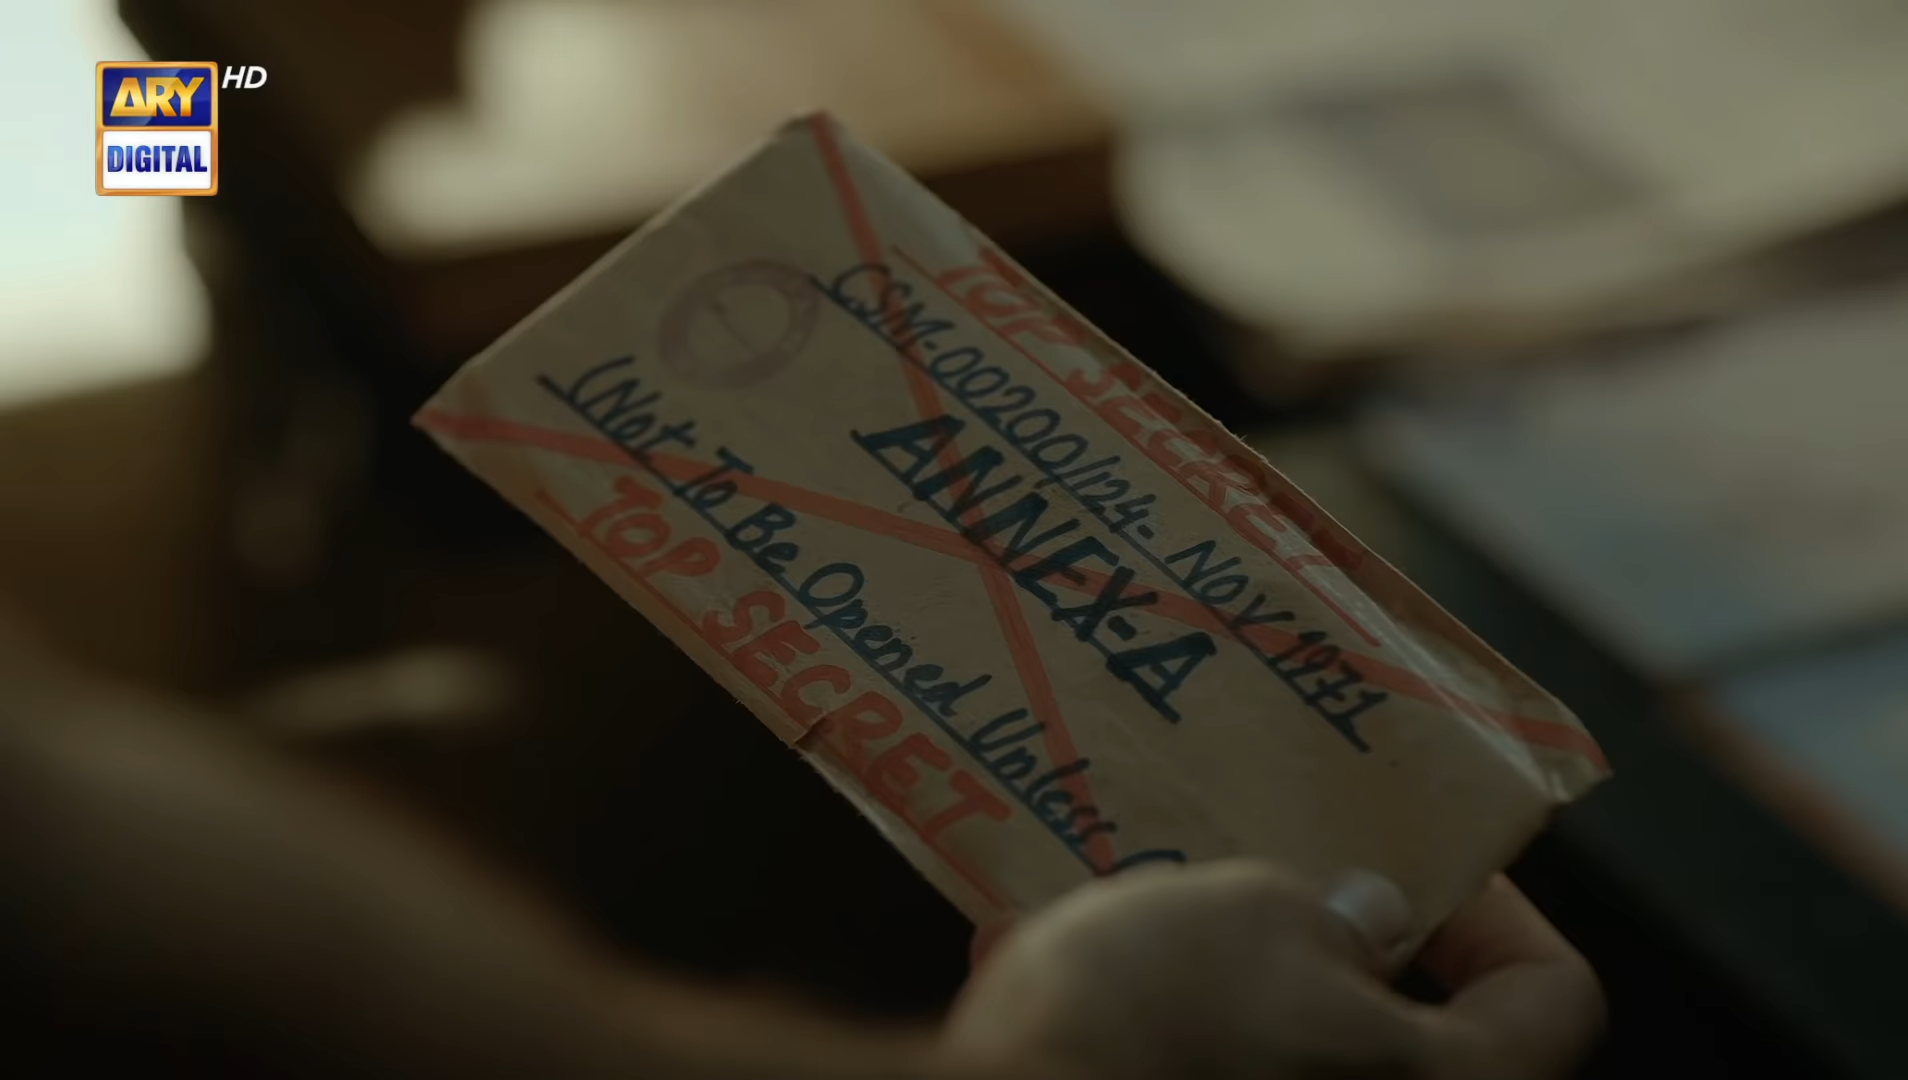 ARY
HD
DIGITAL
TOP SECRET
CSM-00200/124- NOV 1971
ANNEX-A
(Not To Be Opened Unless
TOP SECRET